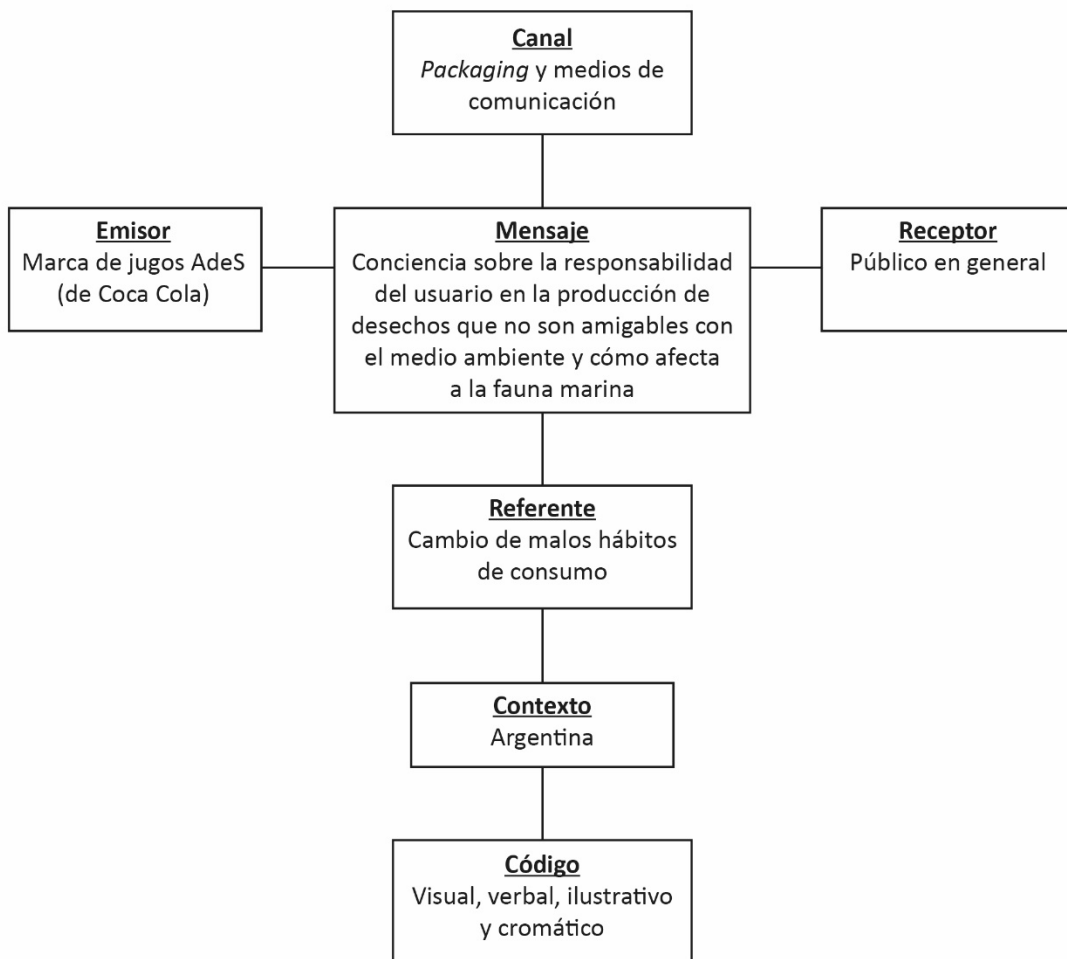 Canal
Packaging y medios de
comunicación
Emisor
Marca de jugos AdeS
(de Coca Cola)
Mensaje
Conciencia sobre la responsabilidad
del usuario en la producción de
desechos que no son amigables con
el medio ambiente y cómo afecta
a la fauna marina
Receptor
Público en general
Referente
Cambio de malos hábitos
de consumo
Contexto
Argentina
Código
Visual, verbal, ilustrativo
y cromático